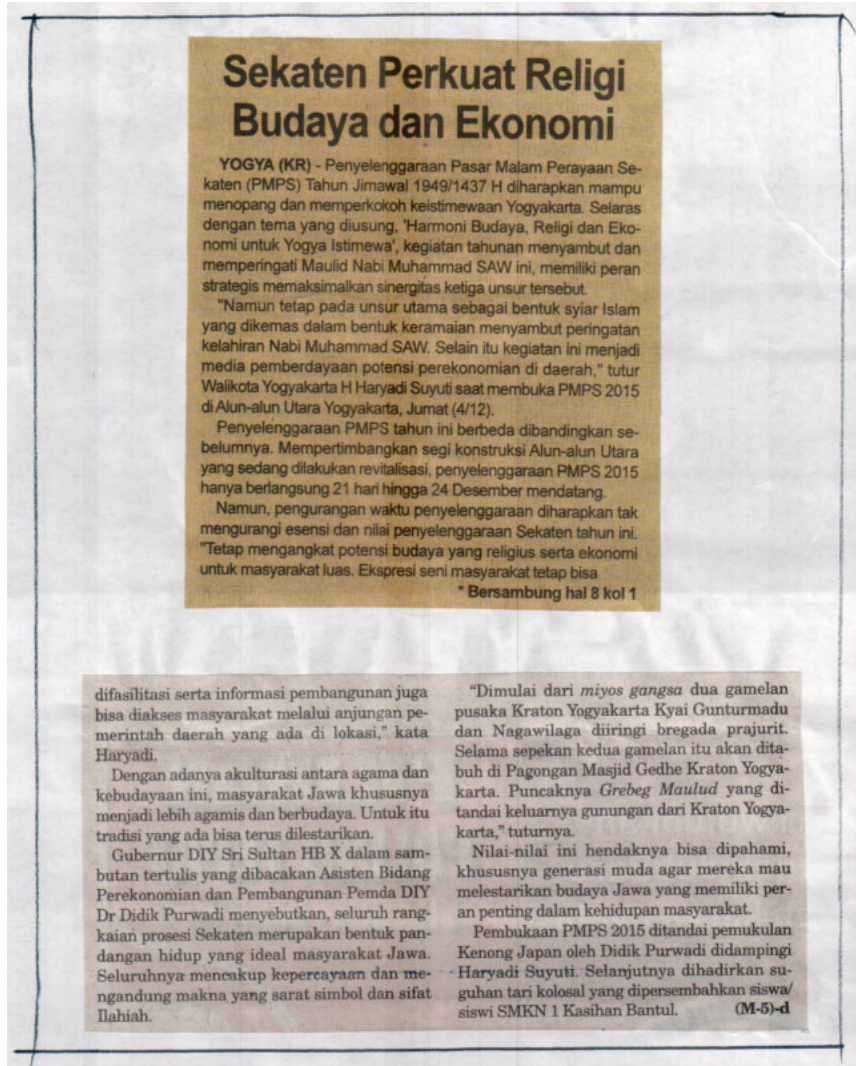 Sekaten Perkuat Religi
Budaya dan Ekonomi
YOGYA (KR) - Penyelenggaraan Pasar Malam Perayaan Se-
katen (PMPS) Tahun Jimawal 1949/1437 H diharapkan mampu
menopang dan memperkokoh keistimewaan Yogyakarta. Selaras
dengan tema yang diusung, 'Harmoni Budaya, Religi dan Eko-
nomi untuk Yogya Istimewa', kegiatan tahunan menyambut dan
memperingati Maulid Nabi Muhammad SAW ini, memiliki peran
strategis memaksimalkan sinergitas ketiga unsur tersebut.
"Namun tetap pada unsur utama sebagai bentuk syiar Islam
yang dikemas dalam bentuk keramaian menyambut peringatan
kelahiran Nabi Muhammad SAW. Selain itu kegiatan ini menjadi
media pemberdayaan potensi perekonomian di daerah," tutur
Walikota Yogyakarta H Haryadi Suyuti saat membuka PMPS 2015
di Alun-alun Utara Yogyakarta, Jumat (4/12).
Penyelenggaraan PMPS tahun ini berbeda dibandingkan se-
belumnya. Mempertimbangkan segi konstruksi Alun-alun Utara
yang sedang dilakukan revitalisasi, penyelenggaraan PMPS 2015
hanya berlangsung 21 hari hingga 24 Desember mendatang.
Namun, pengurangan waktu penyelenggaraan diharapkan tak
mengurangi esensi dan nilai penyelenggaraan Sekaten tahun ini.
"Tetap mengangkat potensi budaya yang religius serta ekonomi
untuk masyarakat luas. Ekspresi seni masyarakat tetap bisa
* Bersambung hal 8 kol 1
difasilitasi serta informasi pembangunan juga
bisa diakses masyarakat melalui anjungan pe-
merintah daerah yang ada di lokasi," kata
Haryadi.
Dengan adanya akulturasi antara agama dan
kebudayaan ini, masyarakat Jawa khususnya
menjadi lebih agamis dan berbudaya. Untuk itu
tradisi yang ada bisa terus dilestarikan.
Gubernur DIY Sri Sultan HB X dalam sam-
butan tertulis yang dibacakan Asisten Bidang
Perekonomian dan Pembangunan Pemda DIY
Dr Didik Purwadi menyebutkan, seluruh rang-
kaian prosesi Sekaten merupakan bentuk pan-
dangan hidup yang ideal masyarakat Jawa.
Seluruhnya mencakup kepercayaan dan me-
ngandung makna yang sarat simbol dan sifat
Ilahiah.
"Dimulai dari miyos gangsa dua gamelan
pusaka Kraton Yogyakarta Kyai Gunturmadu
dan Nagawilaga diiringi bregada prajurit.
Selama sepekan kedua gamelan itu akan dita-
buh di Pagongan Masjid Gedhe Kraton Yogya-
karta. Puncaknya Grebeg Maulud yang di-
tandai keluarnya gunungan dari Kraton Yogya-
karta," tuturnya.
Nilai-nilai ini hendaknya bisa dipahami,
khususnya generasi muda agar mereka mau
melestarikan budaya Jawa yang memiliki per-
an penting dalam kehidupan masyarakat.
Pembukaan PMPS 2015 ditandai pemukulan
Kenong Japan oleh Didik Purwadi didampingi
Haryadi Suyuti. Selanjutnya dihadirkan su-
guhan tari kolosal yang dipersembahkan siswa/
siswi SMKN 1 Kasihan Bantul. (M-5)-d